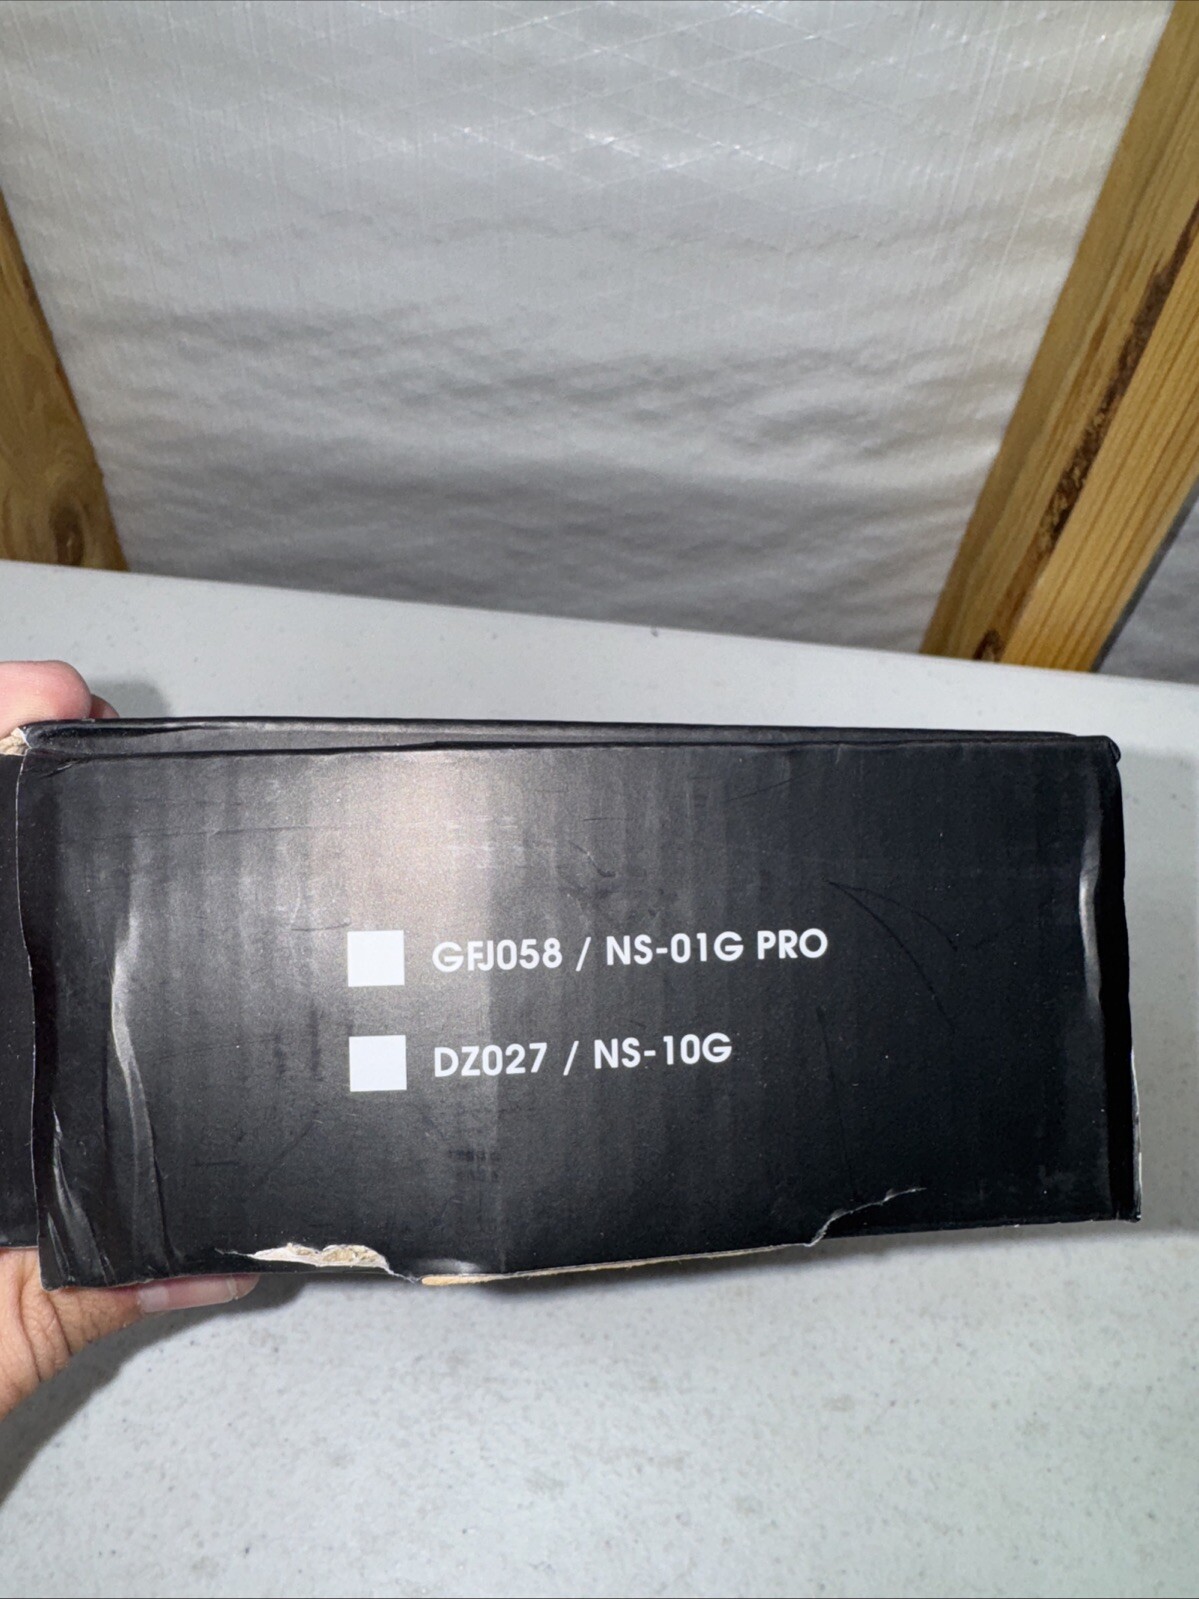 GFJ058 / NS-01G PRO
DZ027 / NS-10G